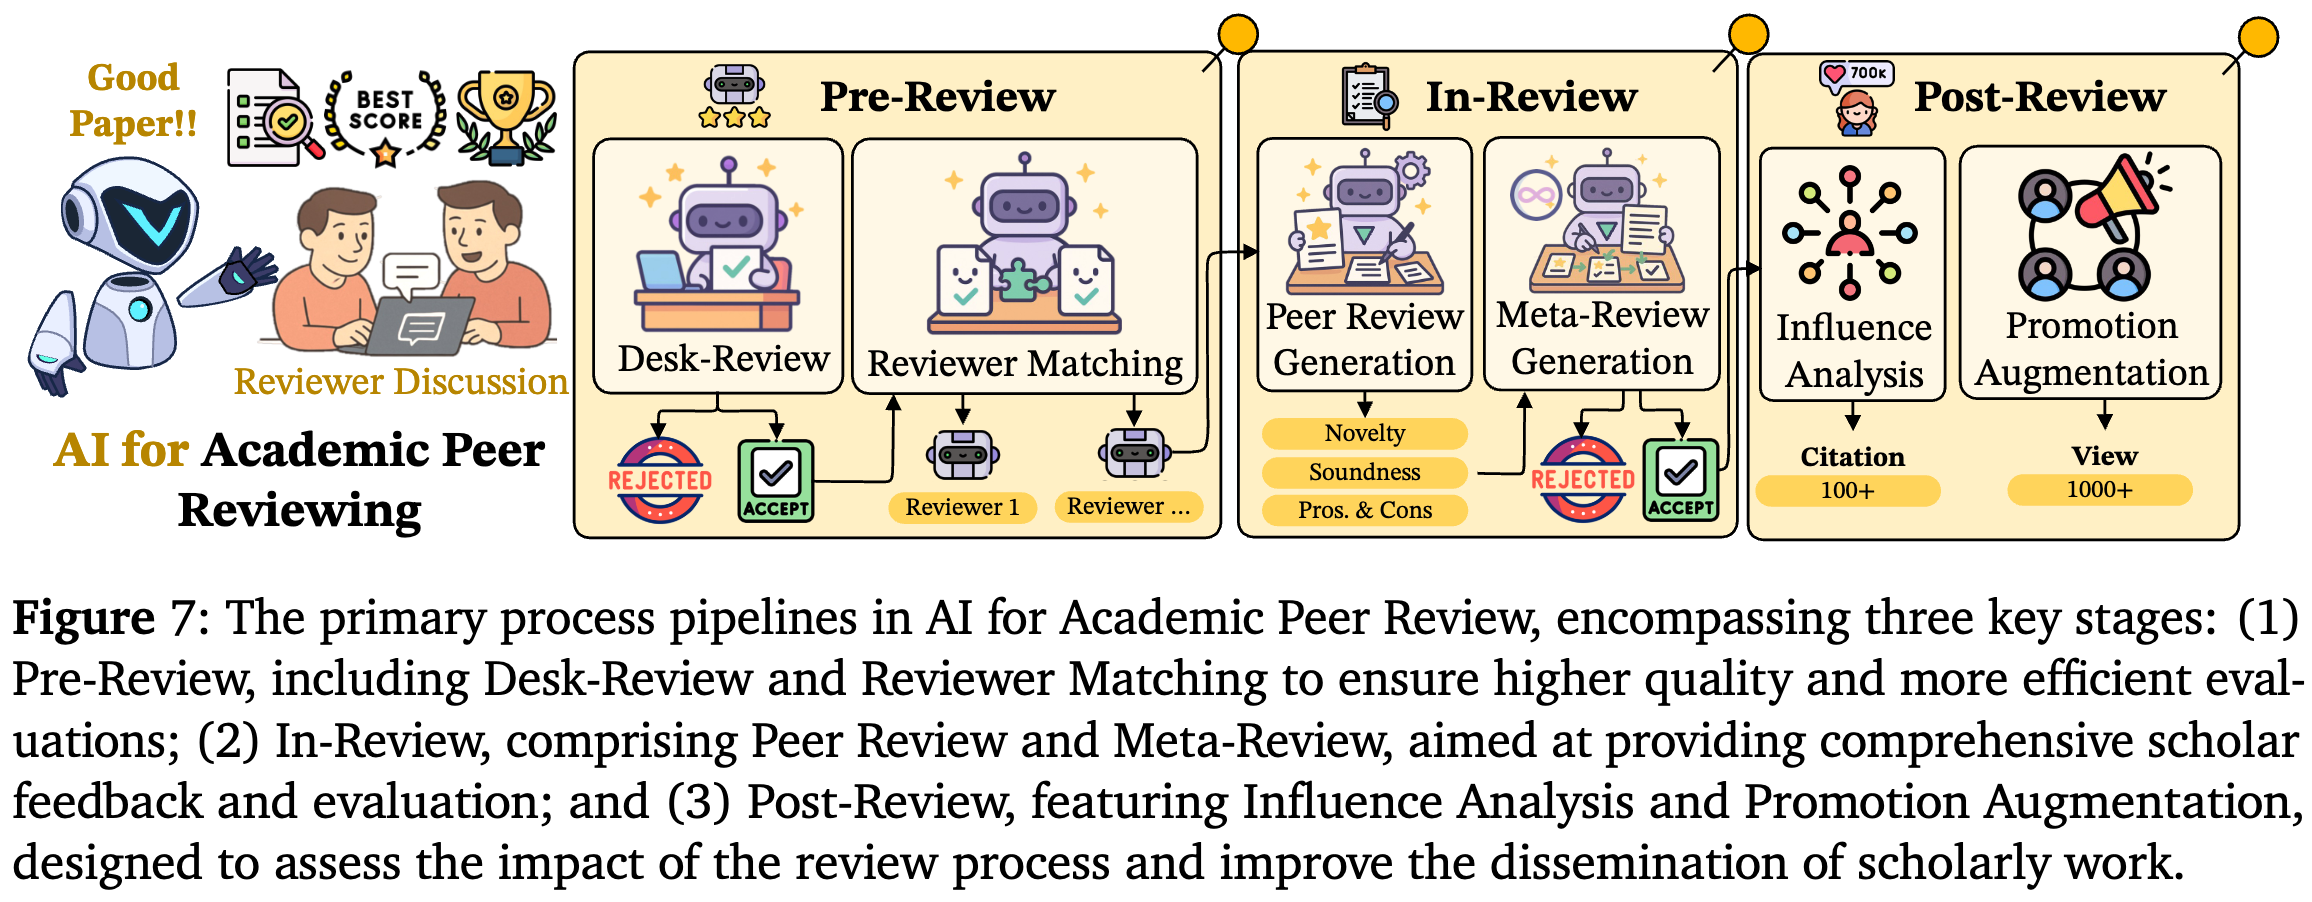 Good
Paper!!
BEST
SCORE
Reviewer Discussion
AI for Academic Peer
Reviewing
Pre-Review
Desk-Review
Reviewer Matching
REJECTED
ACCEPT
Reviewer 1
Reviewer ...
In-Review
Peer Review
Generation
Meta-Review
Generation
Novelty
Soundness
Pros. & Cons
REJECTED
ACCEPT
700K
Post-Review
Influence
Analysis
Promotion
Augmentation
Citation
100+
View
1000+
Figure 7: The primary process pipelines in AI for Academic Peer Review, encompassing three key stages: (1)
Pre-Review, including Desk-Review and Reviewer Matching to ensure higher quality and more efficient eval-
uations; (2) In-Review, comprising Peer Review and Meta-Review, aimed at providing comprehensive scholar
feedback and evaluation; and (3) Post-Review, featuring Influence Analysis and Promotion Augmentation,
designed to assess the impact of the review process and improve the dissemination of scholarly work.